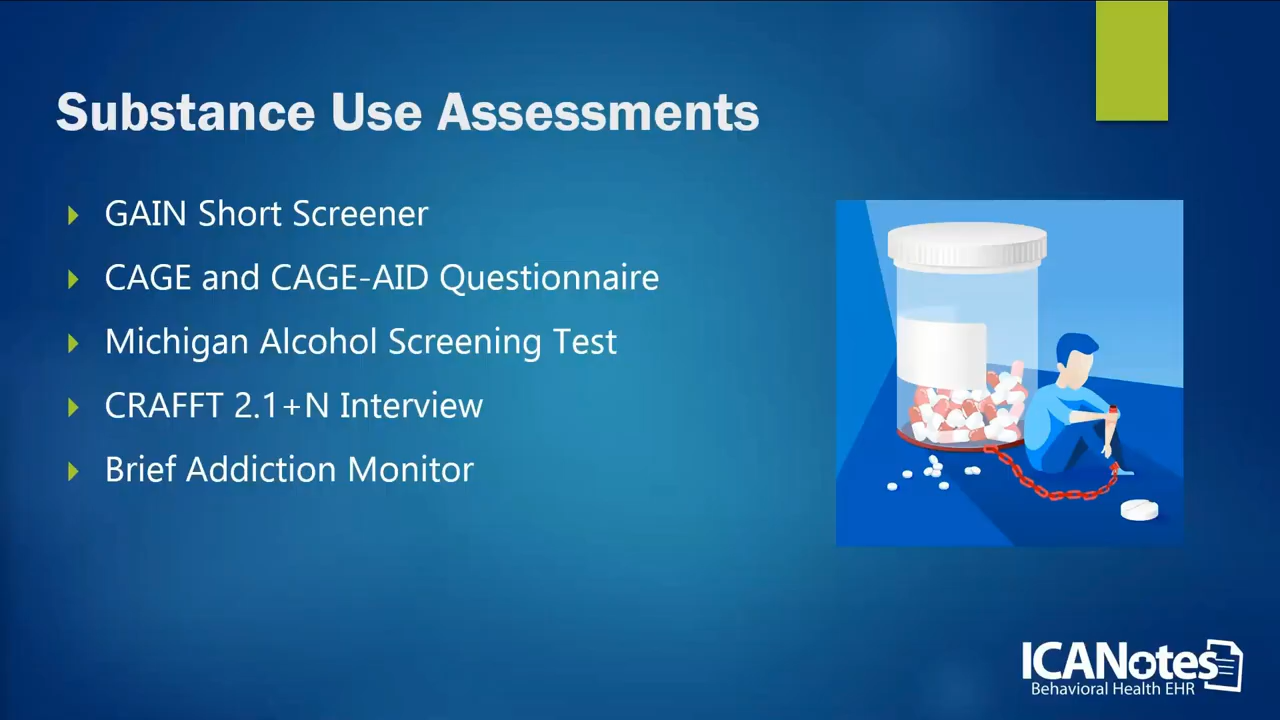 Substance Use Assessments
GAIN Short Screener
CAGE and CAGE-AID Questionnaire
Michigan Alcohol Screening Test
CRAFFT 2.1+N Interview
Brief Addiction Monitor
ICANotes
Behavioral Health EHR